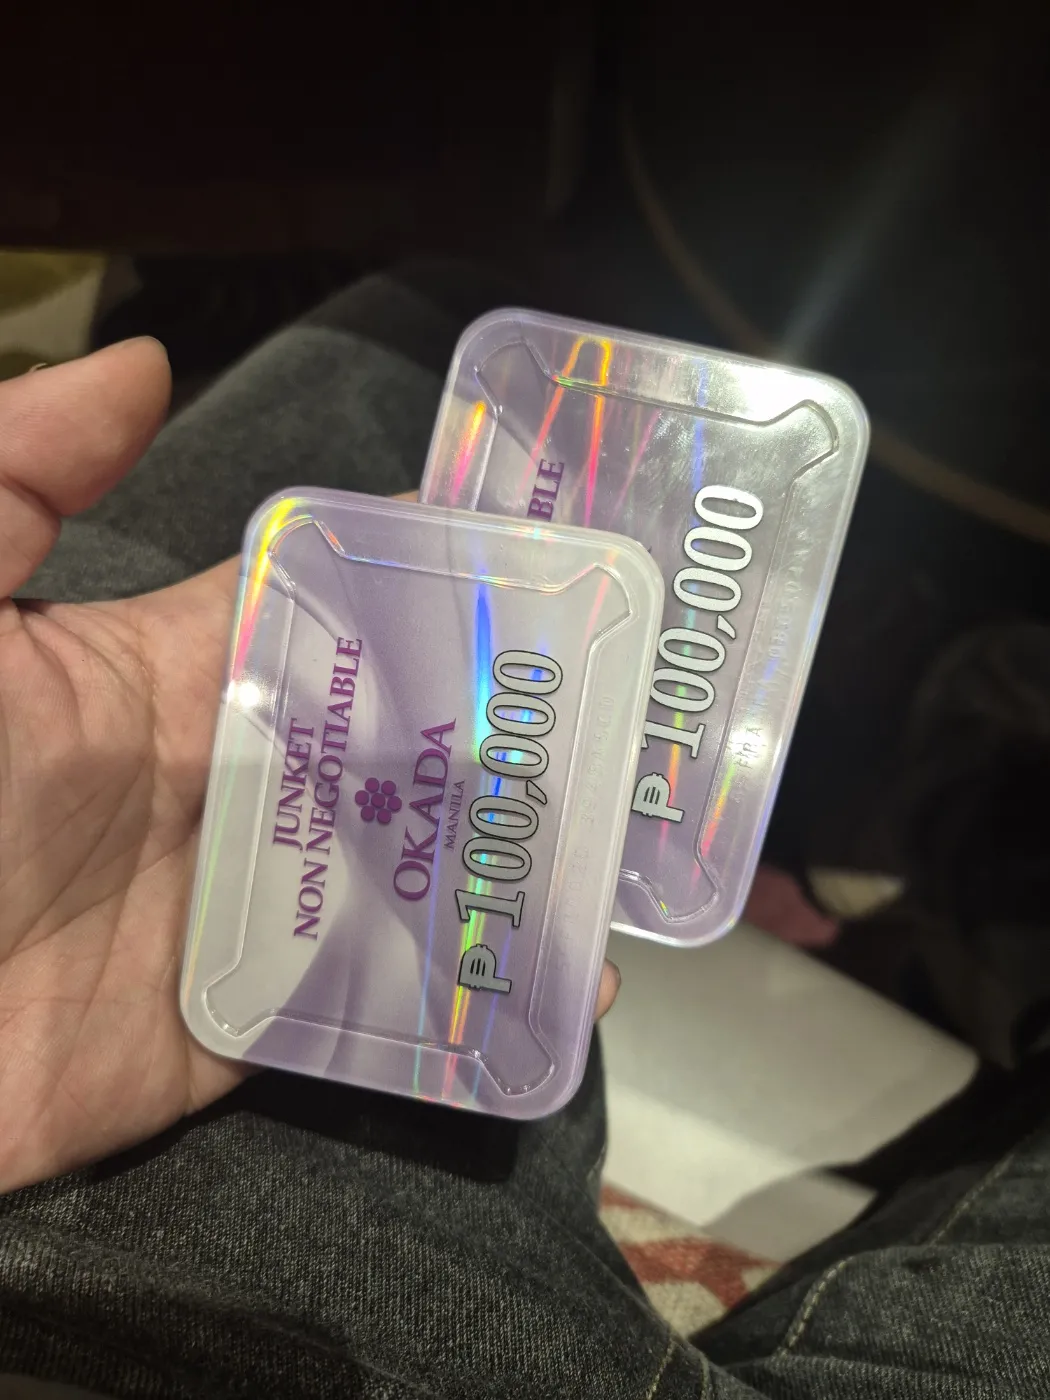 JUNKET
NON NEGOTIABLE
OKADA
MANILA
₱100,000
BLE
₱100,000